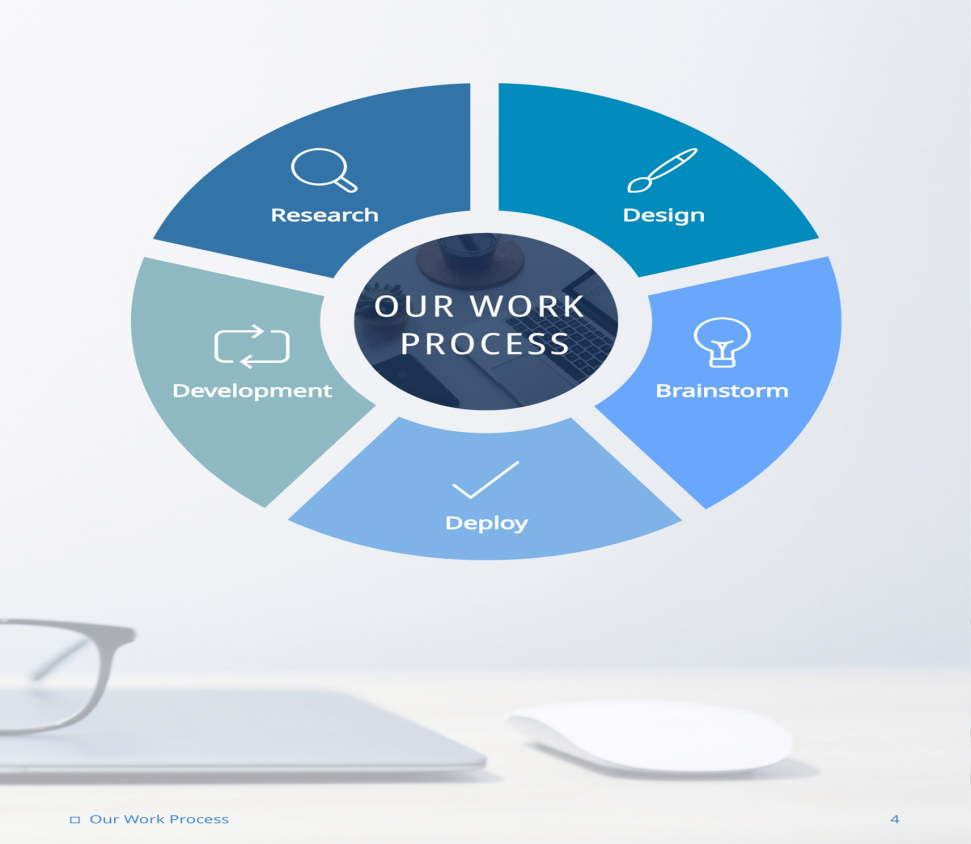 Research
Design
OUR WORK
PROCESS
Development
Brainstorm
Deploy
Our Work Process
4